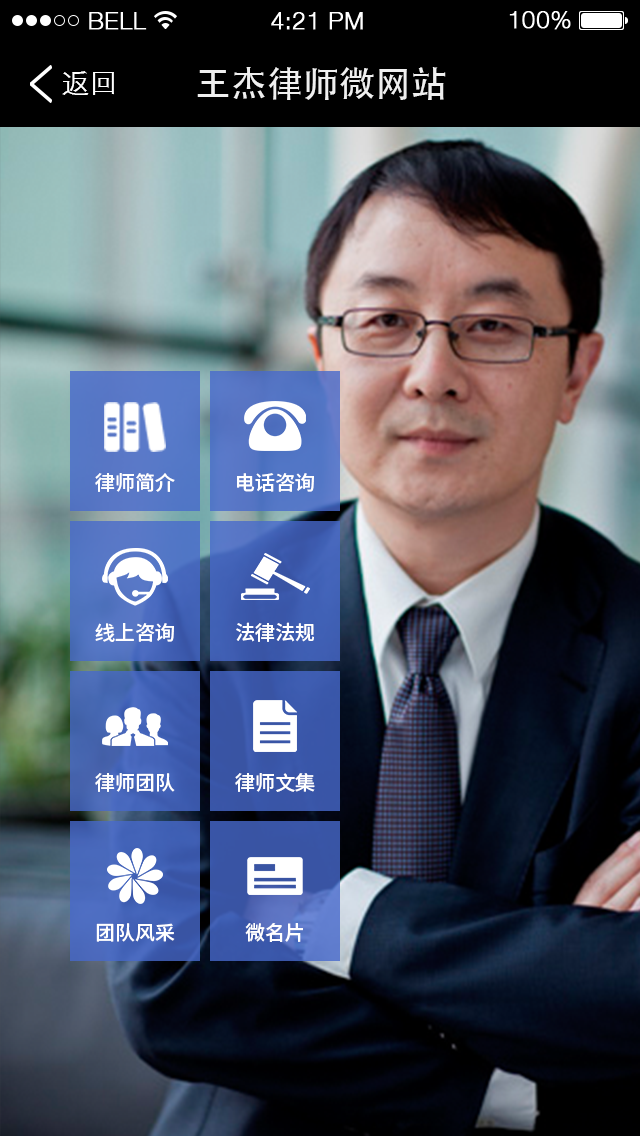 BELL 4:21 PM 100%
返回 王杰律师微网站
律师简介 电话咨询
线上咨询 法律法规
律师团队 律师文集
团队风采 微名片